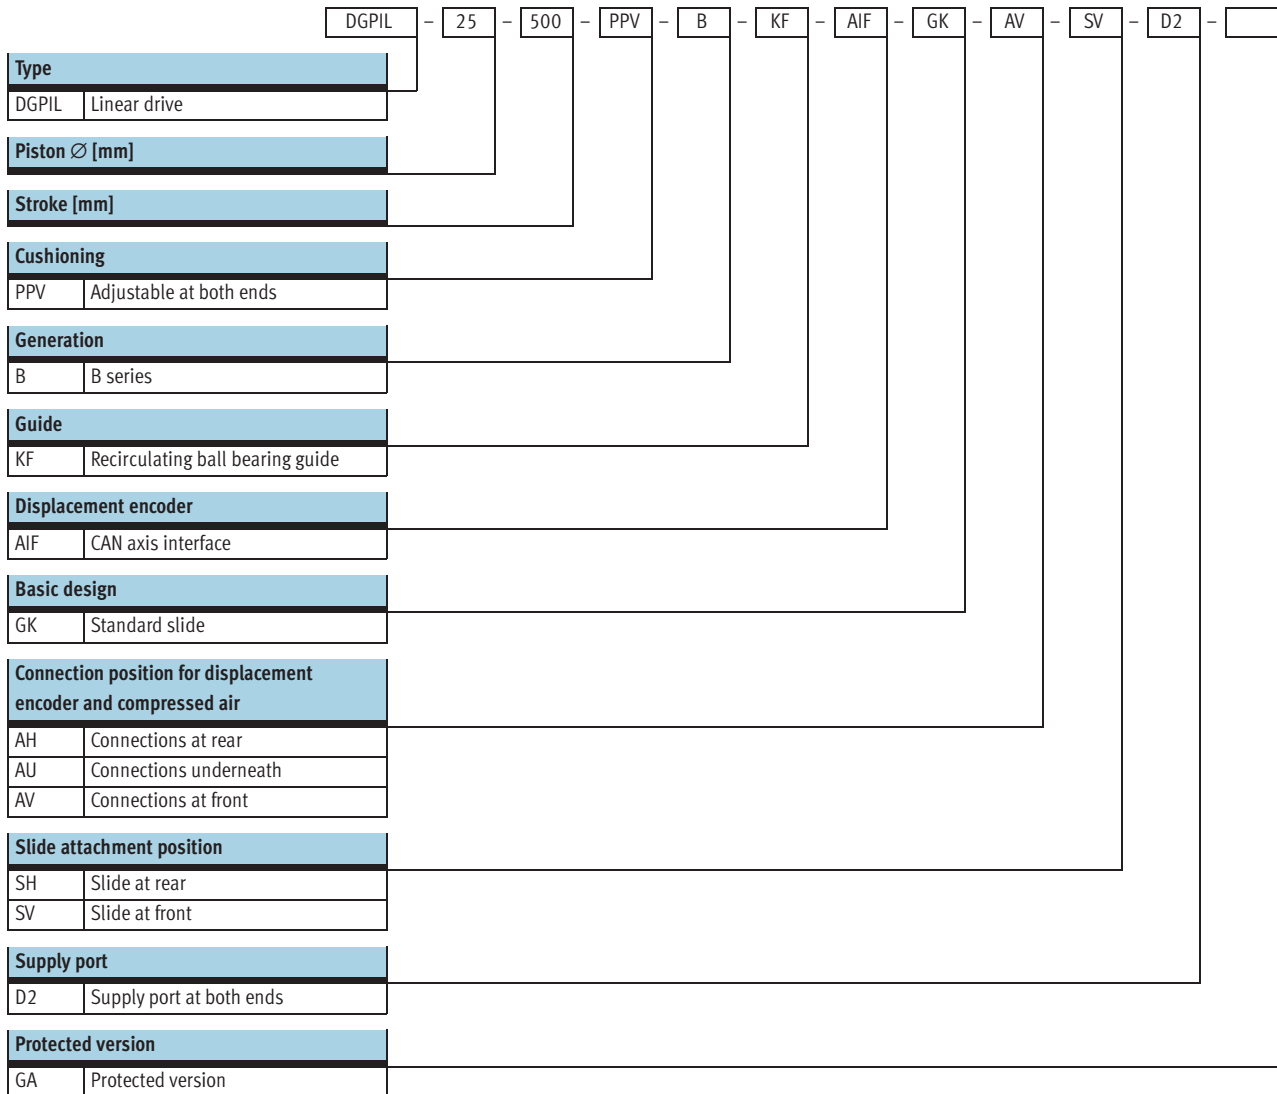 DGPIL – 25 – 500 – PPV – B – KF – AIF – GK – AV – SV – D2 –
Type
DGPIL Linear drive
Piston ∅ [mm]
Stroke [mm]
Cushioning
PPV Adjustable at both ends
Generation
B B series
Guide
KF Recirculating ball bearing guide
Displacement encoder
AIF CAN axis interface
Basic design
GK Standard slide
Connection position for displacement
encoder and compressed air
AH Connections at rear
AU Connections underneath
AV Connections at front
Slide attachment position
SH Slide at rear
SV Slide at front
Supply port
D2 Supply port at both ends
Protected version
GA Protected version